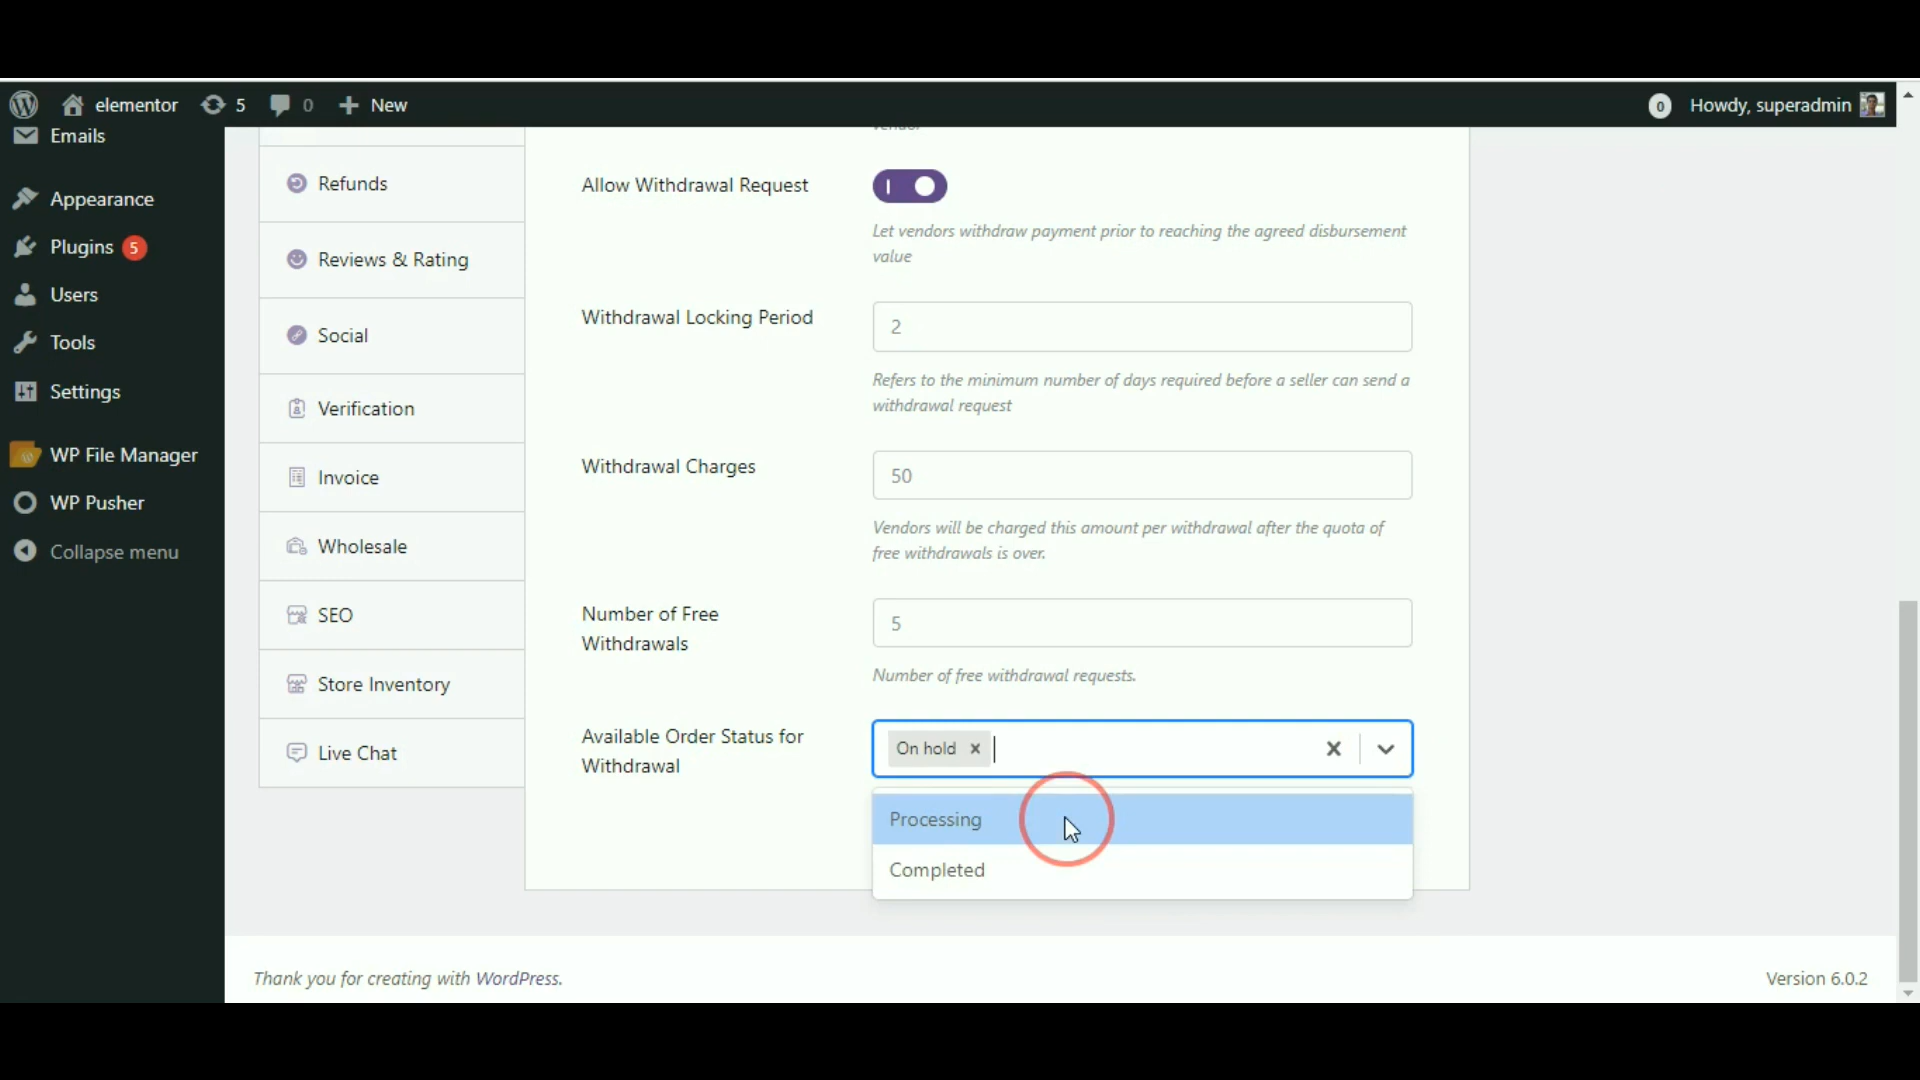 elementor 5 0 + New 0 Howdy, superadmin
Emails
Appearance
Plugins 5
Users
Tools
Settings
WP File Manager
WP Pusher
Collapse menu
Refunds
Reviews & Rating
Social
Verification
Invoice
Wholesale
SEO
Store Inventory
Live Chat
vendor
Allow Withdrawal Request
Let vendors withdraw payment prior to reaching the agreed disbursement
value
Withdrawal Locking Period
2
Refers to the minimum number of days required before a seller can send a
withdrawal request
Withdrawal Charges
50
Vendors will be charged this amount per withdrawal after the quota of
free withdrawals is over.
Number of Free
Withdrawals
5
Number of free withdrawal requests.
Available Order Status for
Withdrawal
On hold ×
Processing
Completed
Thank you for creating with WordPress.
Version 6.0.2